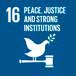 16 PEACE, JUSTICE
AND STRONG
INSTITUTIONS